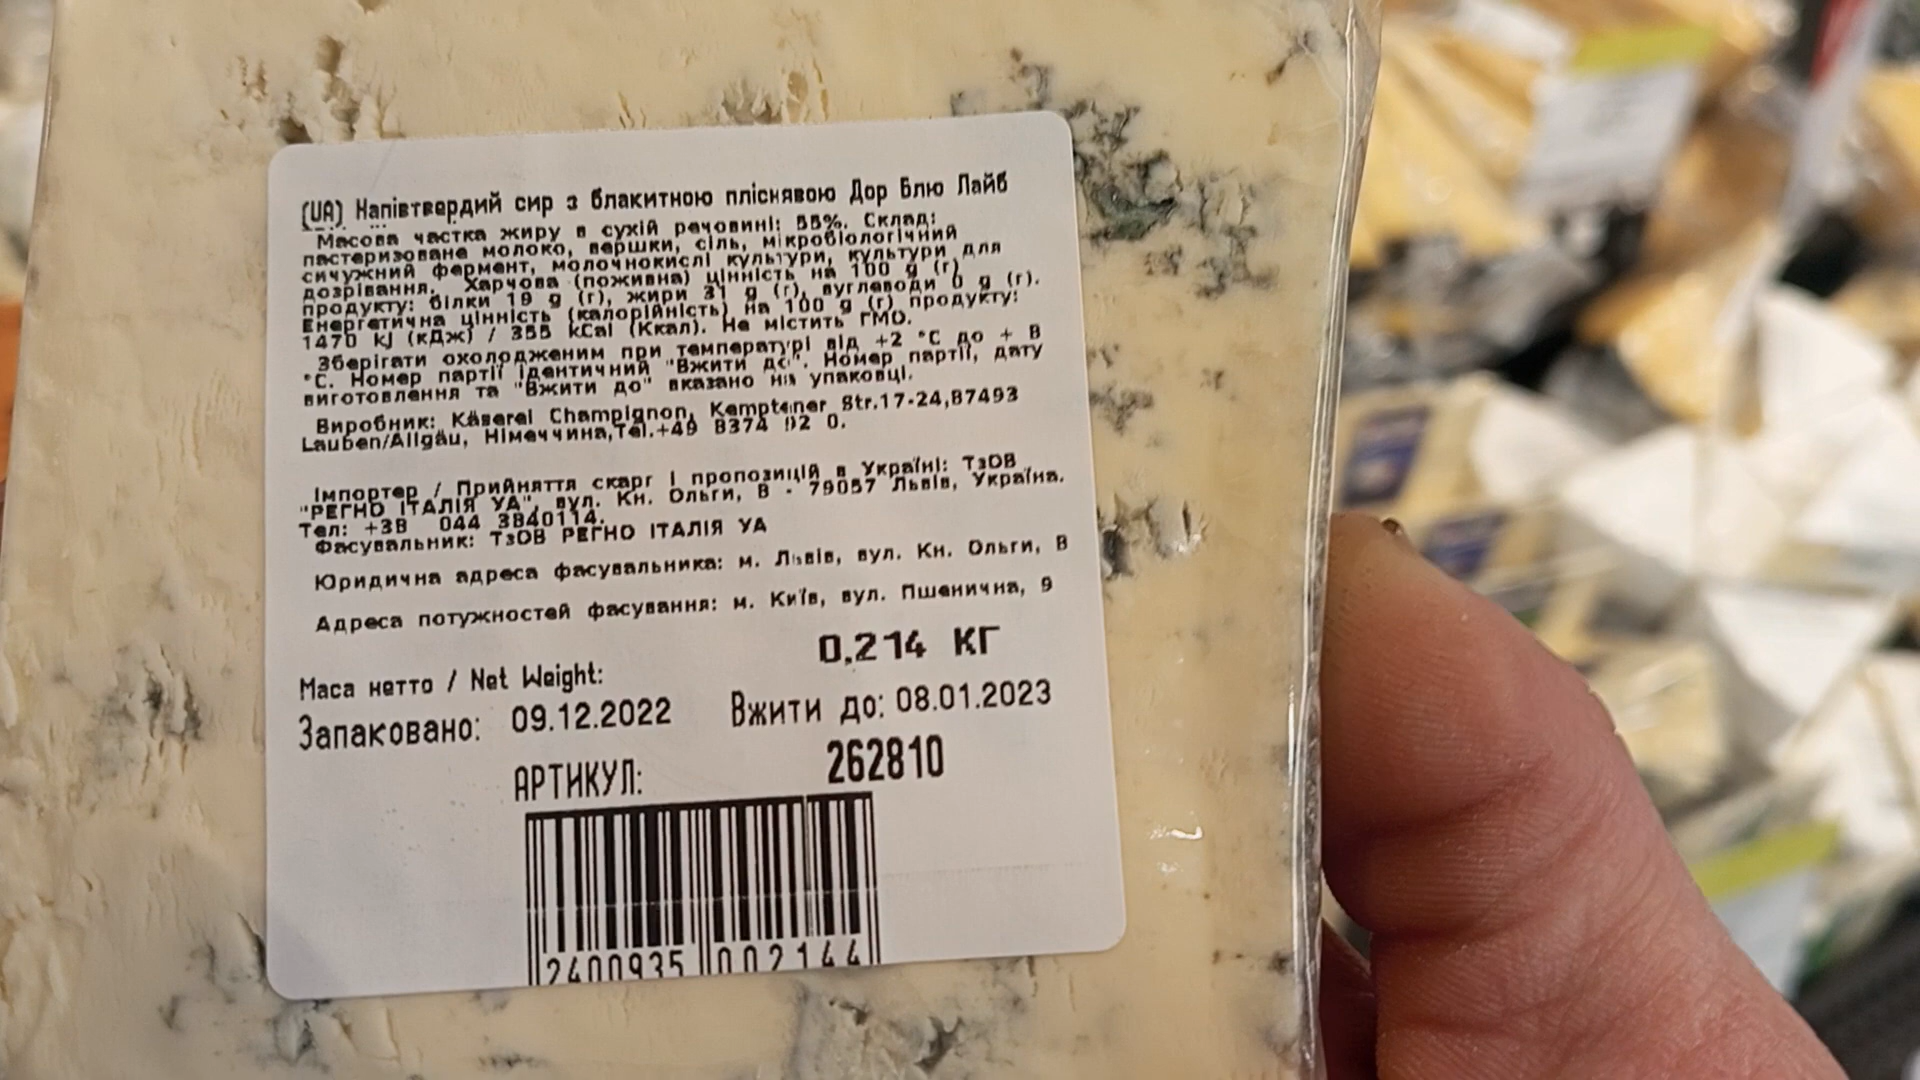 (UA) Напівтвердий сир з блакитною пліснявою Дор Блю Лайб
Масова частка жиру в сухій речовині: 55%. Склад:
пастеризоване молоко, вершки, сіль, мікробіологічний
сичужний фермент, молочнокислі культури, культури для
дозрівання. Харчова (поживна) цінність на 100 g (г)
продукту: білки 19 g (г), жири 31 g (г), вуглеводи 0 g (г).
Енергетична цінність (калорійність) на 100 g (г) продукту:
1470 kJ (кДж) / 355 kCal (Ккал). Не містить ГМО.
Зберігати охолодженим при температурі від +2 °C до + 8
°C. Номер партії ідентичний "Вжити до". Номер партії, дату
виготовлення та "Вжити до" вказано на упаковці.
Виробник: Käserei Champignon, Kemptener Str.17-24,87493
Lauben/Allgäu, Німеччина,Tel.+49 8374 92 0.
Імпортер / Прийняття скарг і пропозицій в Україні: ТзОВ
"РЕГНО ІТАЛІЯ УА", вул. Кн. Ольги, 8 - 79057 Львів, Україна.
Тел: +38 044 3840114.
Фасувальник: ТзОВ РЕГНО ІТАЛІЯ УА
Юридична адреса фасувальника: м. Львів, вул. Кн. Ольги, 8
Адреса потужностей фасування: м. Київ, вул. Пшенична, 9
0,214 КГ
Маса нетто / Net Weight:
Запаковано: 09.12.2022 Вжити до: 08.01.2023
АРТИКУЛ: 262810
2400935 002144